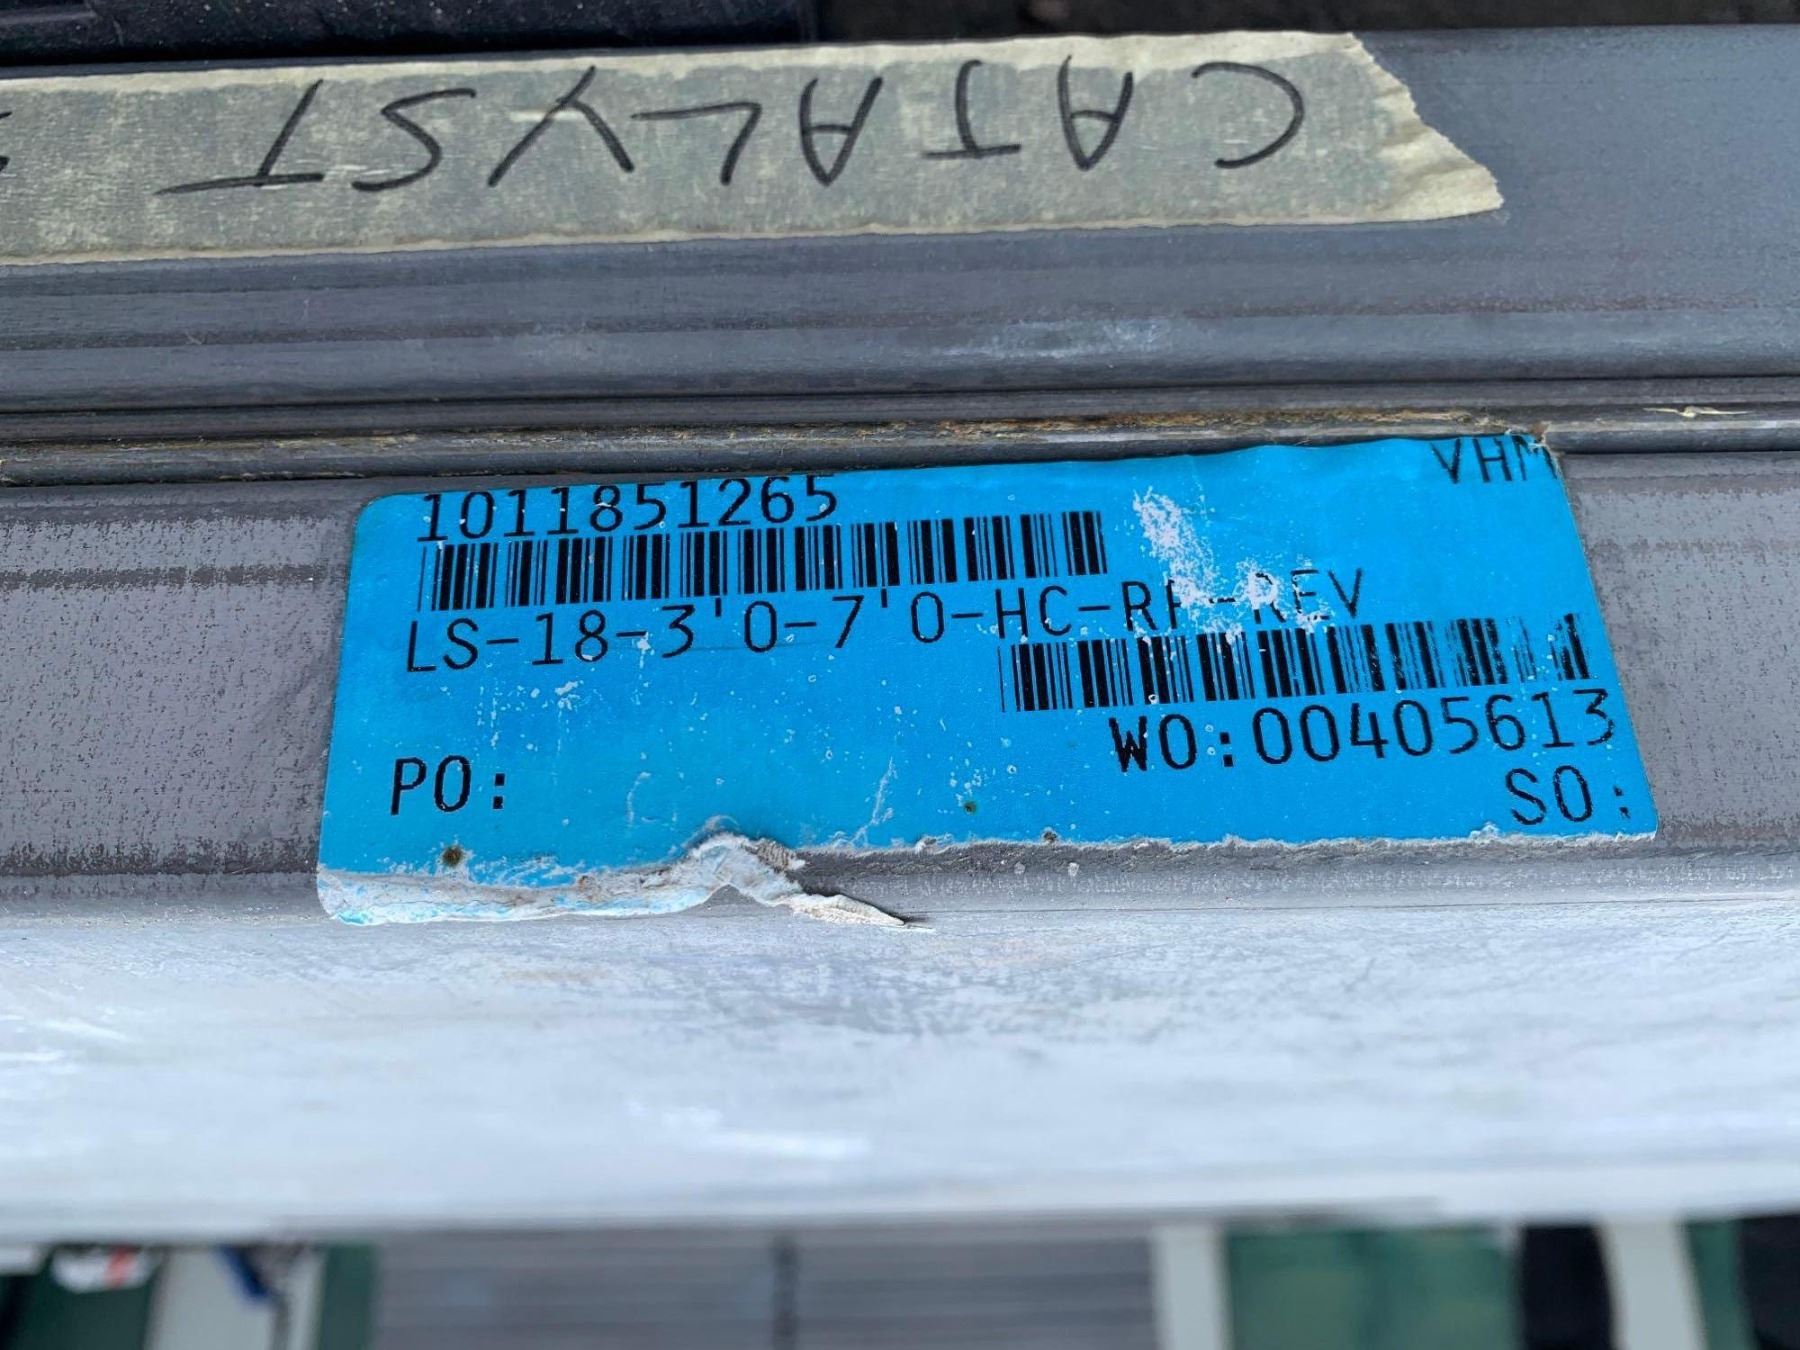 CATALYST
1011851265
VHM
LS-18-3'0-7'0-HC-RF-REV
WO:00405613
PO:
SO: